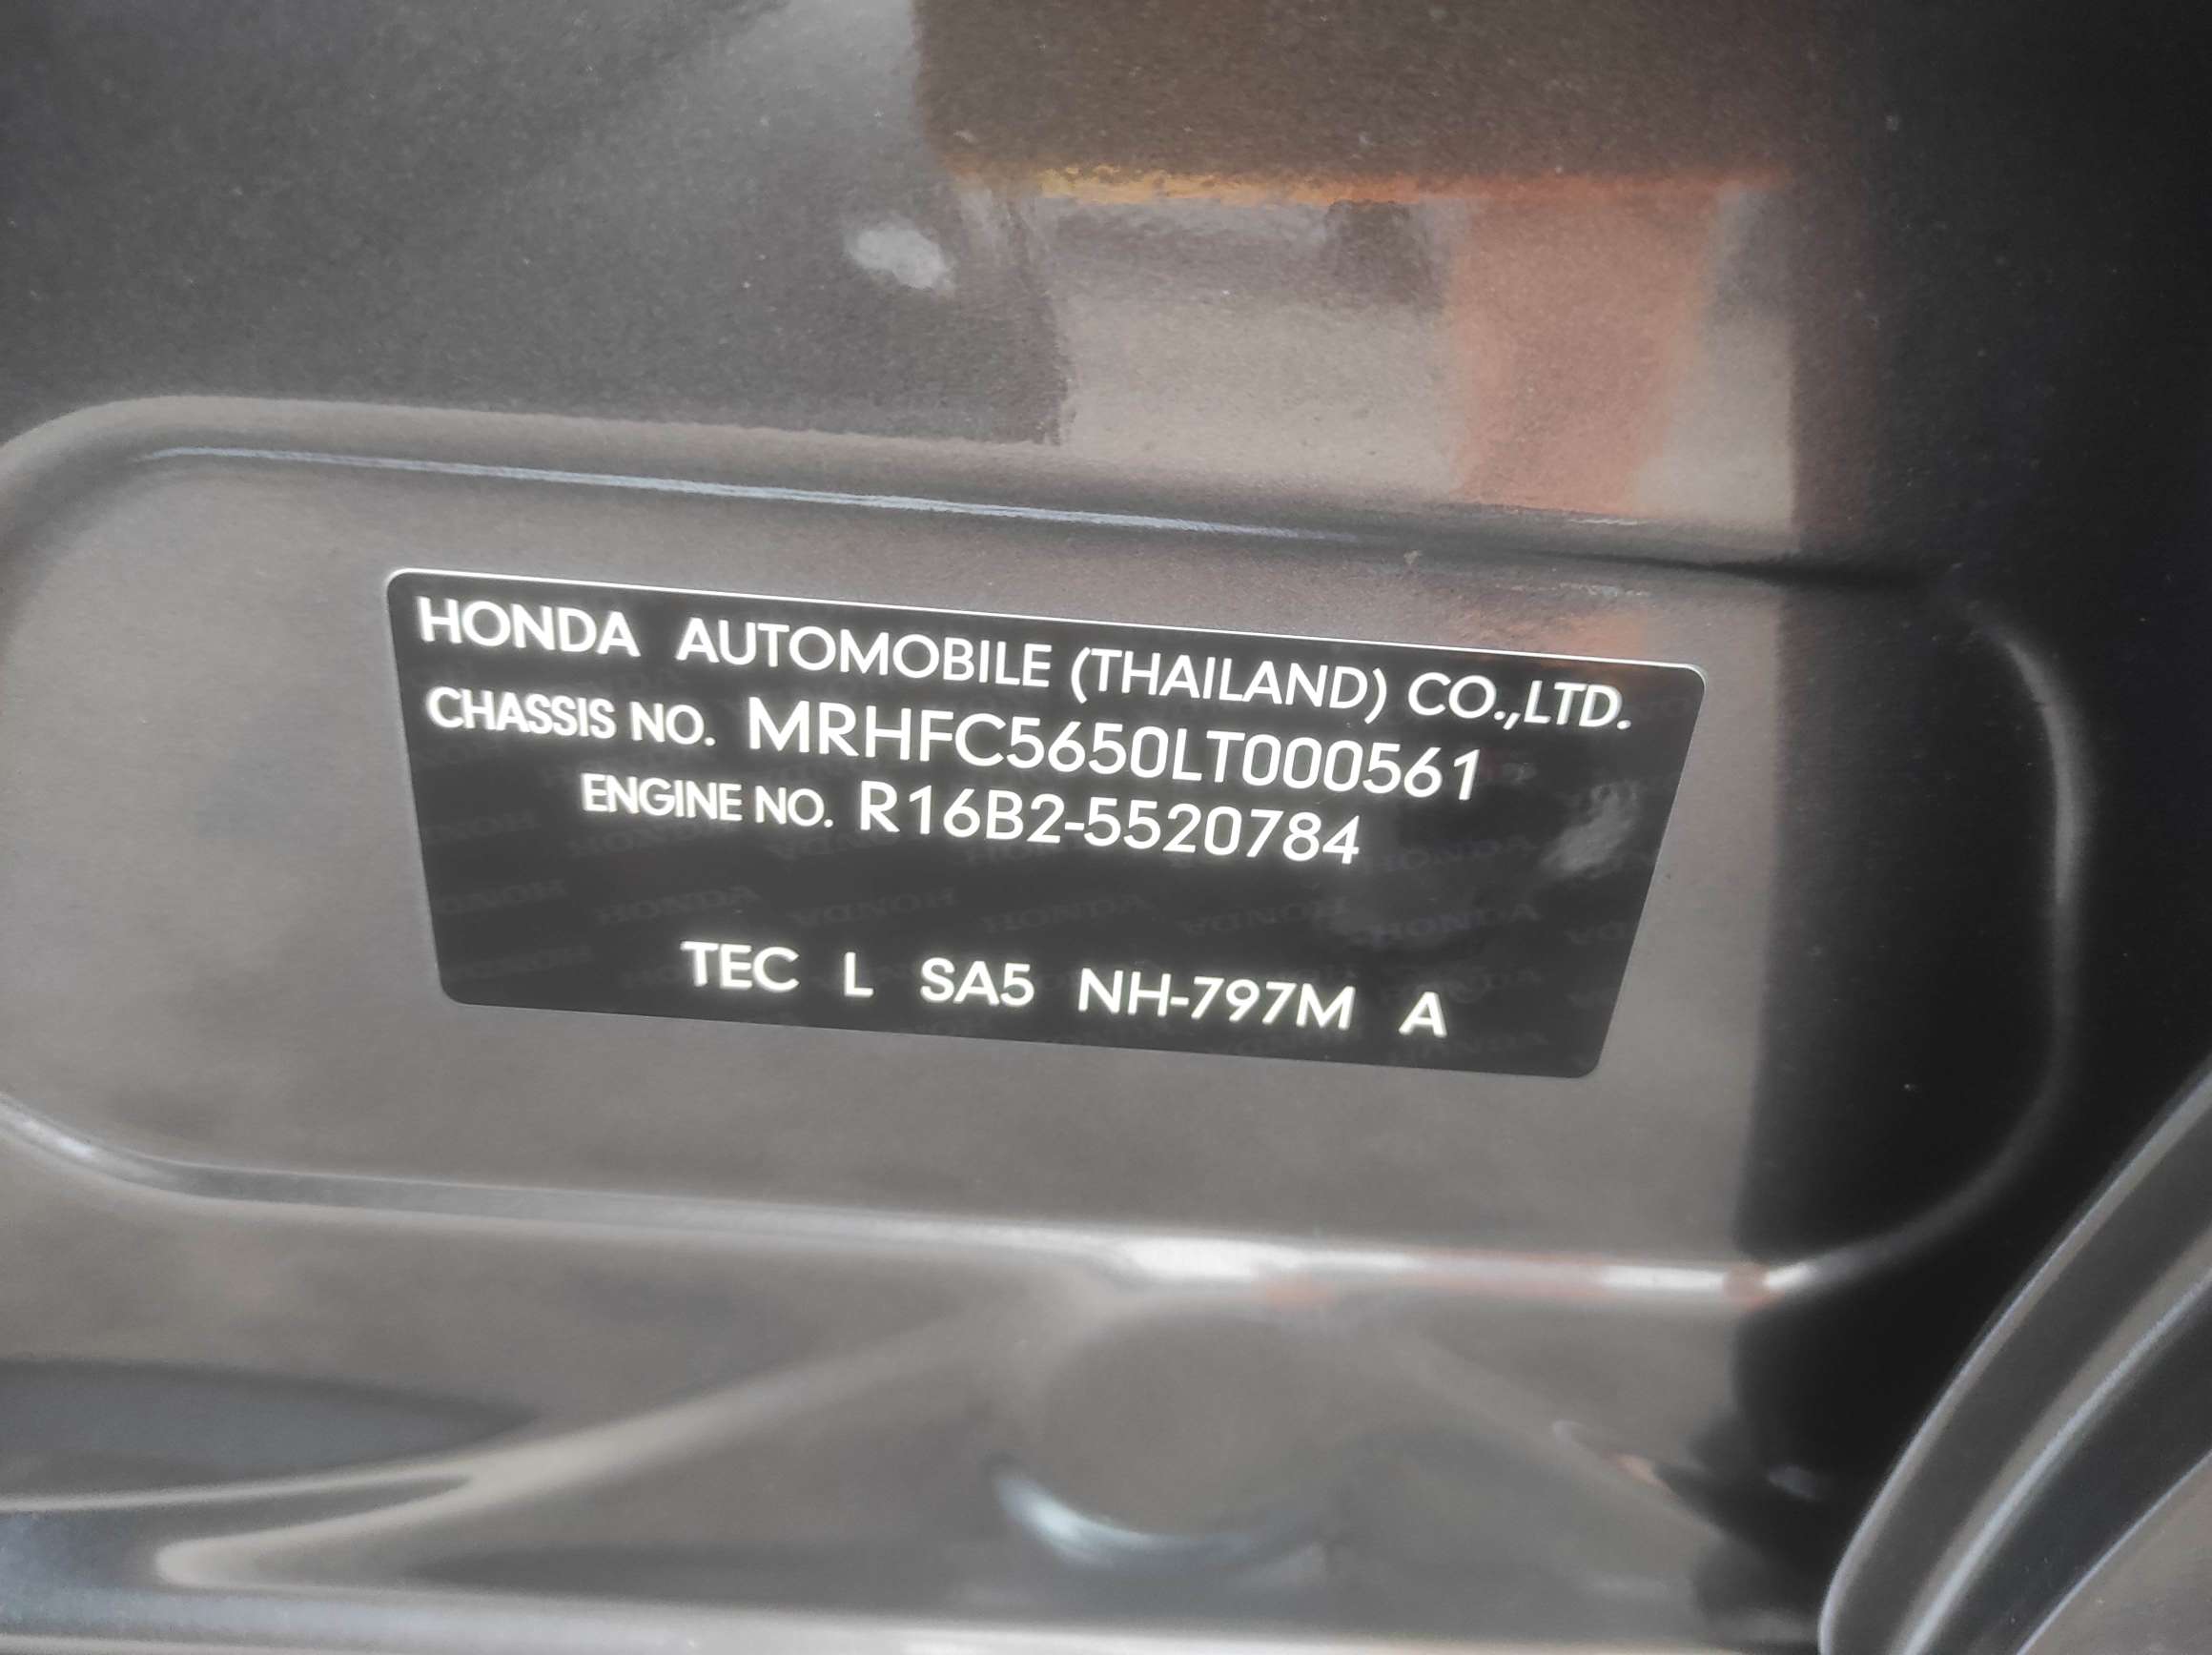 HONDA AUTOMOBILE (THAILAND) CO.,LTD.
CHASSIS NO. MRHFC5650LT000561
ENGINE NO. R16B2-5520784
TEC L SA5 NH-797M A